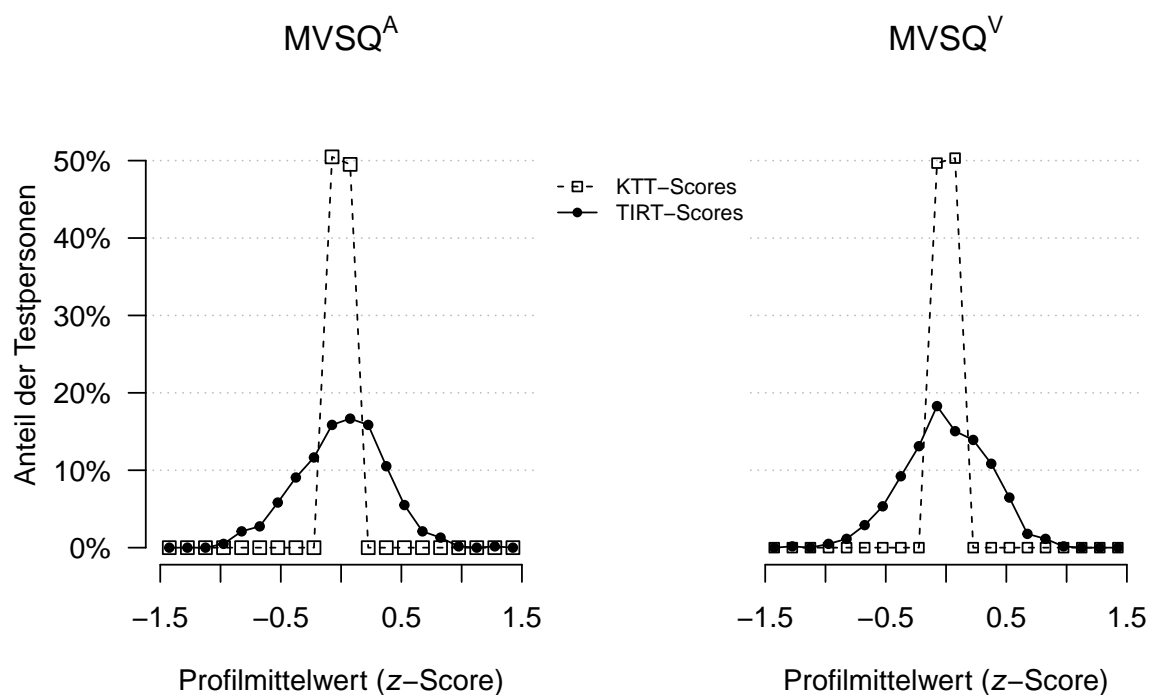 MVSQ^A
MVSQ^V
Anteil der Testpersonen
50%
40%
30%
20%
10%
0%
KTT−Scores
TIRT−Scores
−1.5 −0.5 0.5 1.5
−1.5 −0.5 0.5 1.5
Profilmittelwert (z−Score)
Profilmittelwert (z−Score)